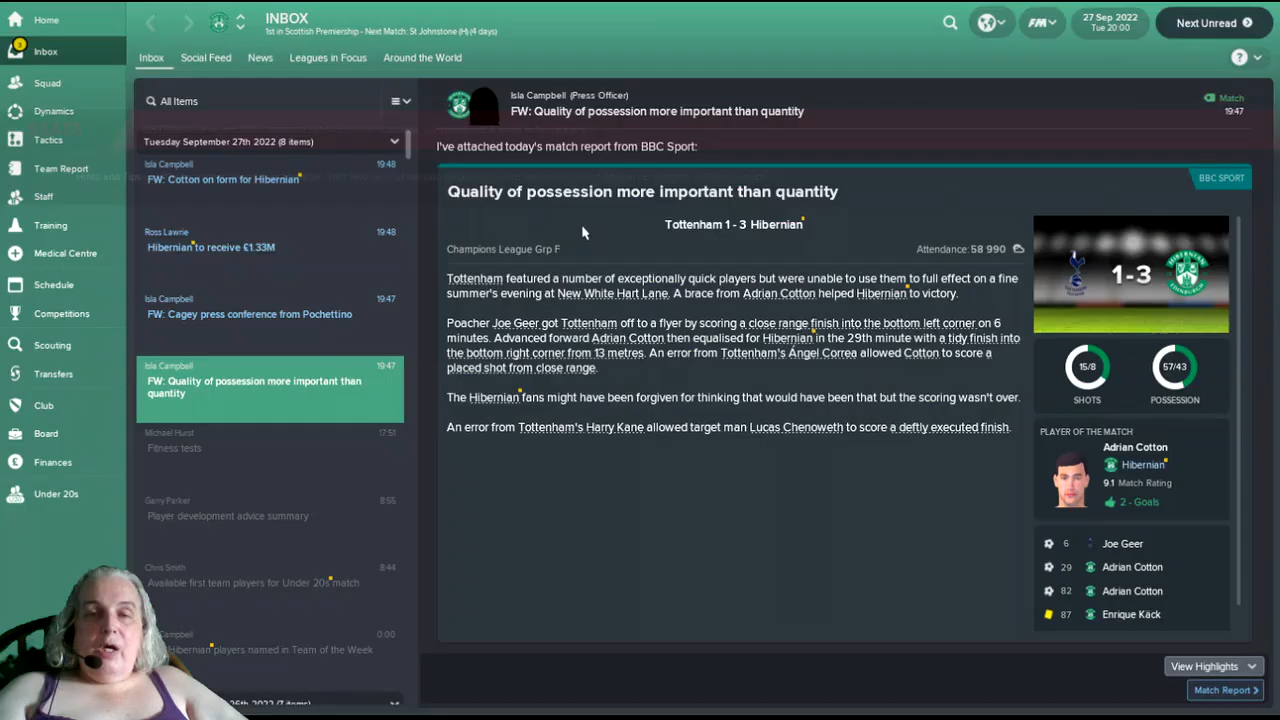 Home
Inbox
Squad
Dynamics
Tactics
Team Report
Staff
Training
Medical Centre
Schedule
Competitions
Scouting
Transfers
Club
Board
Finances
Under 20s
INBOX
1st in Scottish Premiership - Next Match: St Johnstone (H) (4 days)
FM
27 Sep 2022
Tue 20:00
Next Unread
Inbox
Social Feed
News
Leagues in Focus
Around the World
?
All Items
Tuesday September 27th 2022 (8 items)
Isla Campbell
19:48
FW: Cotton on form for Hibernian
Ross Lawrie
19:48
Hibernian to receive £1.33M
Isla Campbell
19:47
FW: Cagey press conference from Pochettino
Isla Campbell
19:47
FW: Quality of possession more important than
quantity
Michael Hurst
17:51
Fitness tests
Garry Parker
8:55
Player development advice summary
Chris Smith
8:44
Available first team players for Under 20s match
Campbell
0:00
Hibernian players named in Team of the Week
26th 2022 (7 items)
Isla Campbell (Press Officer)
FW: Quality of possession more important than quantity
Match
19:47
I've attached today's match report from BBC Sport:
Quality of possession more important than quantity
BBC SPORT
Tottenham 1 - 3 Hibernian
Champions League Grp F
Attendance: 58 990
Tottenham featured a number of exceptionally quick players but were unable to use them to full effect on a fine
summer's evening at New White Hart Lane. A brace from Adrian Cotton helped Hibernian to victory.
Poacher Joe Geer got Tottenham off to a flyer by scoring a close range finish into the bottom left corner on 6
minutes. Advanced forward Adrian Cotton then equalised for Hibernian in the 29th minute with a tidy finish into
the bottom right corner from 13 metres. An error from Tottenham's Ángel Correa allowed Cotton to score a
placed shot from close range.
The Hibernian fans might have been forgiven for thinking that would have been that but the scoring wasn't over.
An error from Tottenham's Harry Kane allowed target man Lucas Chenoweth to score a deftly executed finish.
1-3
15/8
SHOTS
57/43
POSSESSION
PLAYER OF THE MATCH
Adrian Cotton
Hibernian
9.1 Match Rating
2 - Goals
6 Joe Geer
29 Adrian Cotton
82 Adrian Cotton
87 Enrique Kack
View Highlights
Match Report